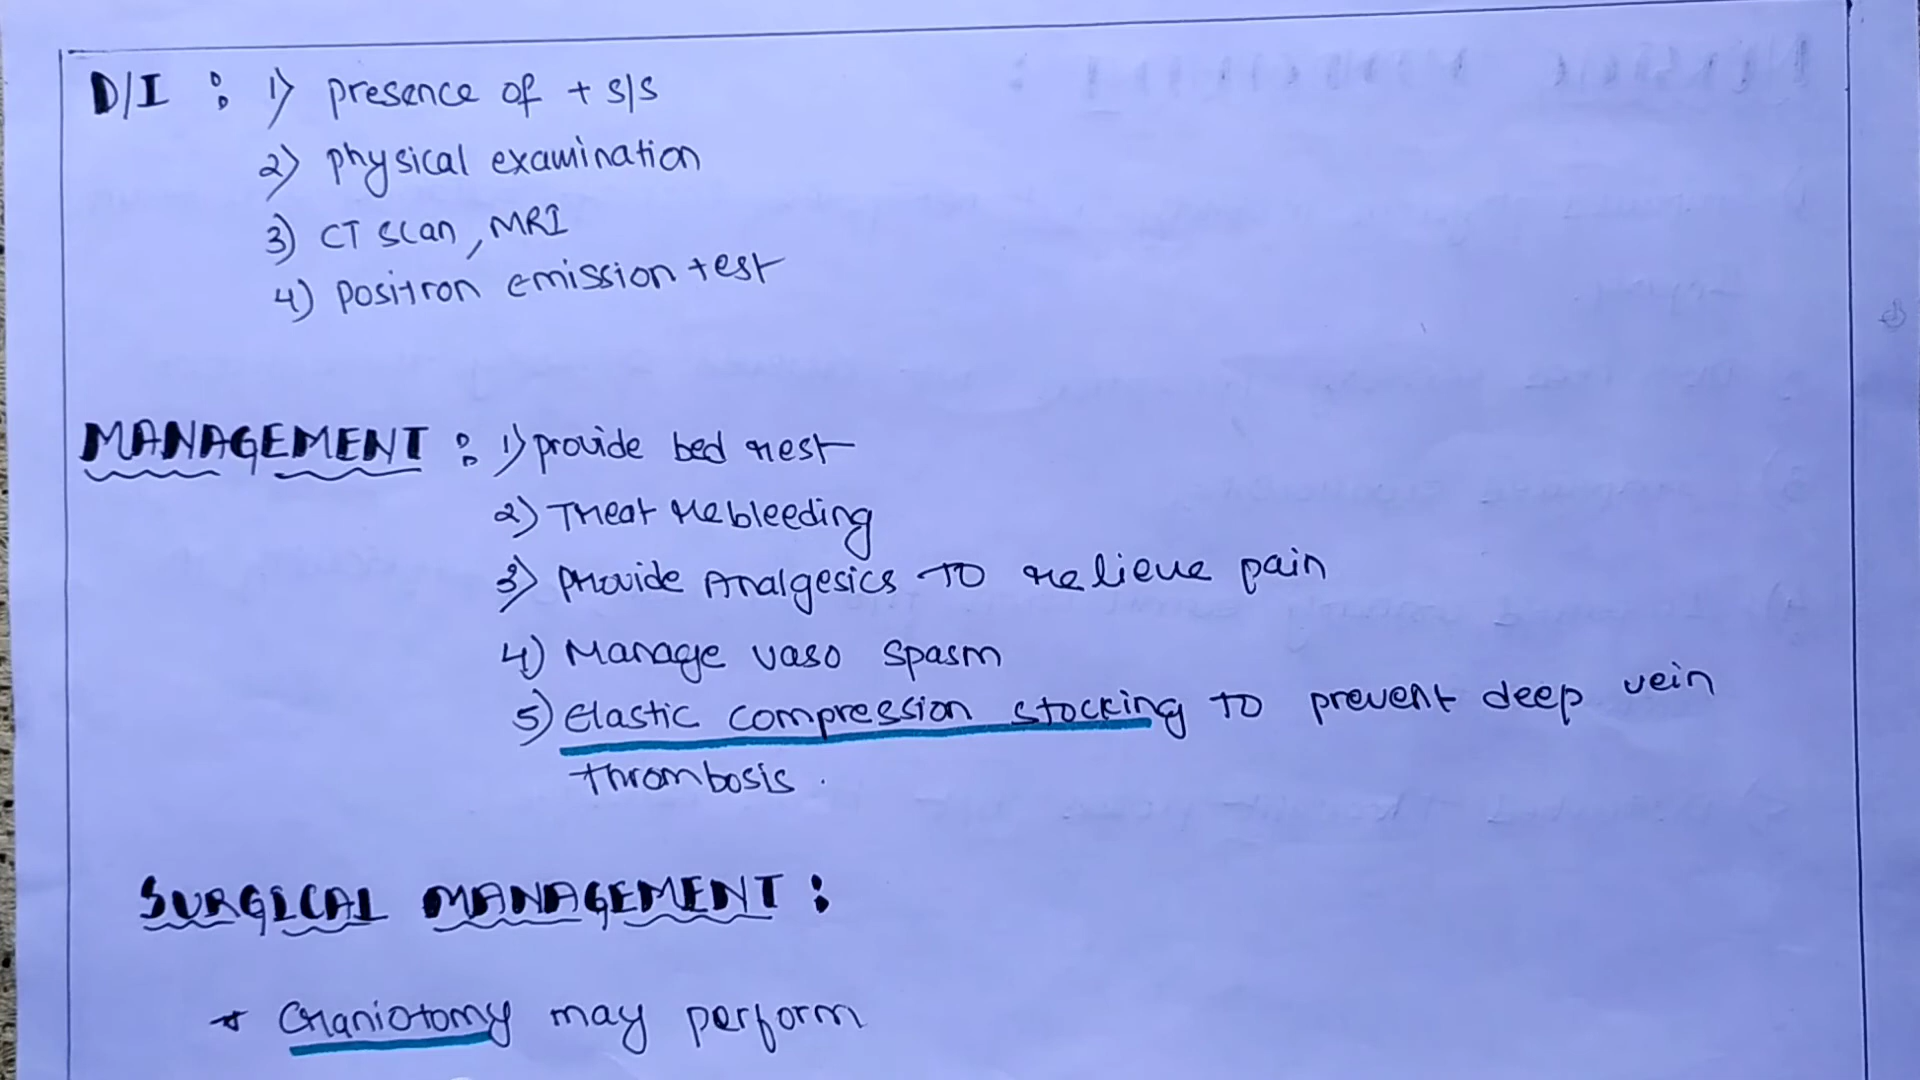 D/I : 1) presence of + s/s
2) physical examination
3) CT scan, MRI
4) positron emission test
MANAGEMENT : 1) provide bed rest
2) Treat rebleeding
3) provide Analgesics TO relieve pain
4) Manage vaso spasm
5) Elastic compression stocking TO prevent deep vein
thrombosis.
SURGICAL MANAGEMENT :
* Craniotomy may perform